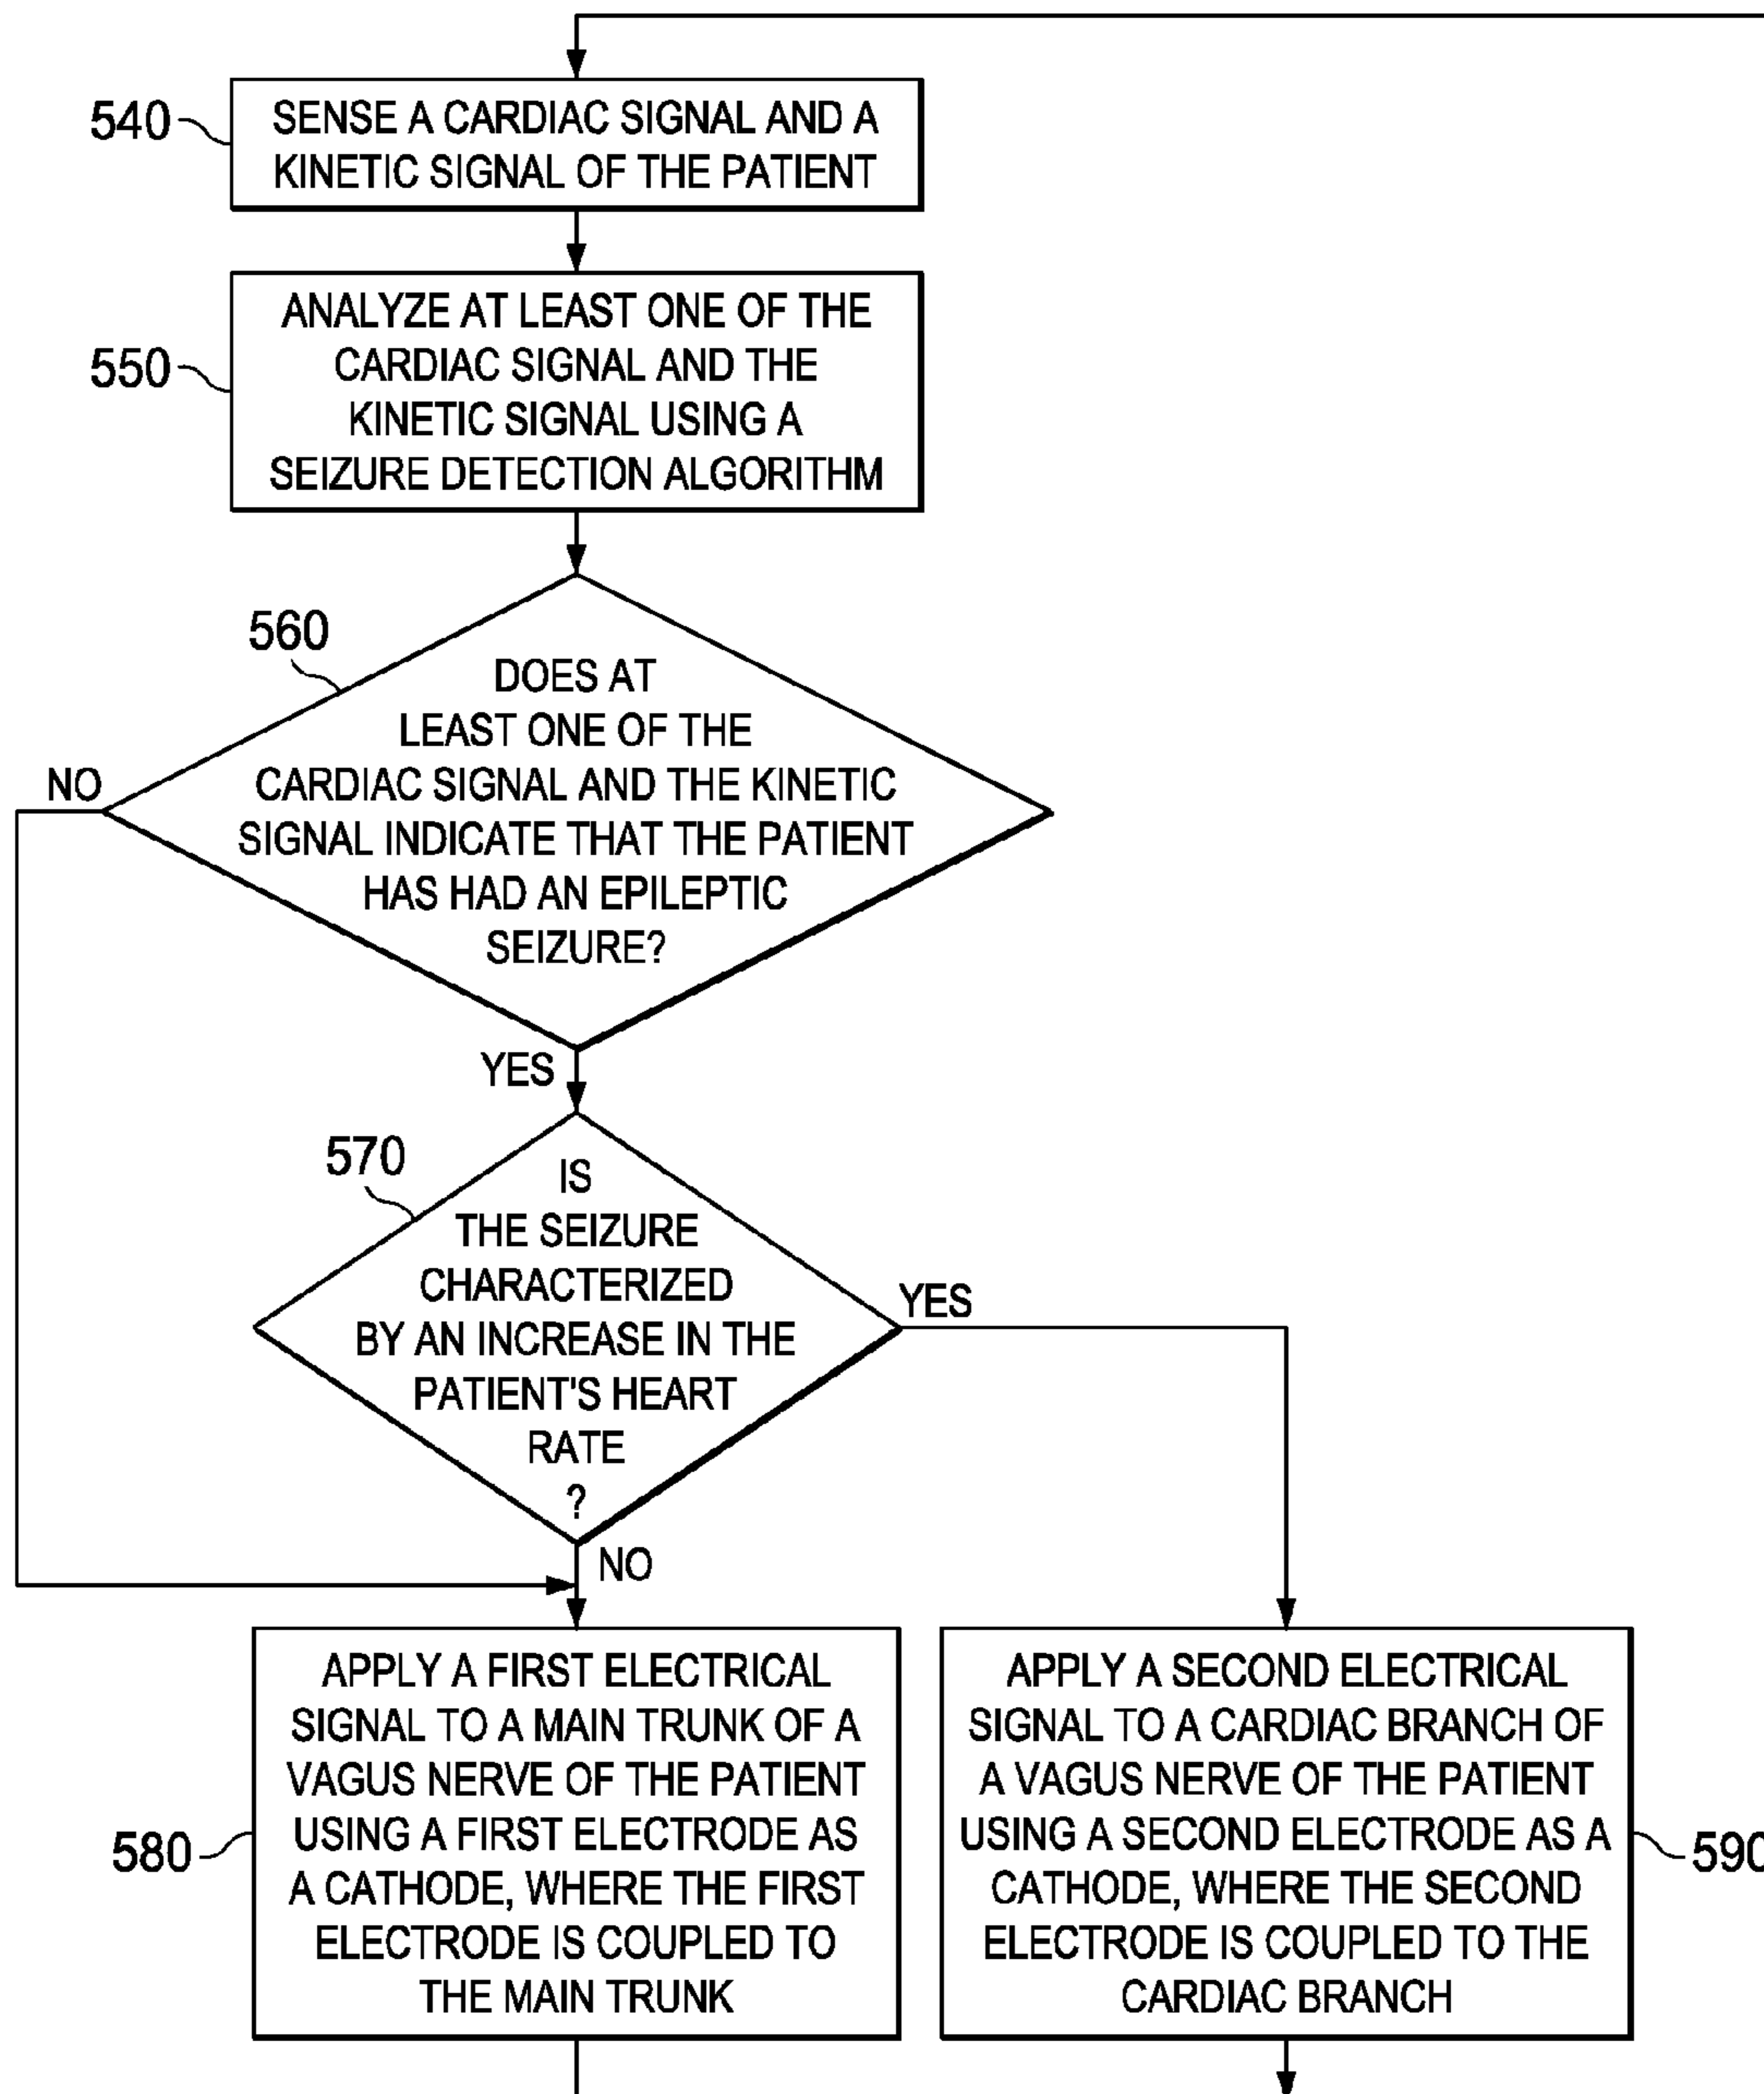 540
SENSE A CARDIAC SIGNAL AND A
KINETIC SIGNAL OF THE PATIENT
550
ANALYZE AT LEAST ONE OF THE
CARDIAC SIGNAL AND THE
KINETIC SIGNAL USING A
SEIZURE DETECTION ALGORITHM
560
DOES AT
LEAST ONE OF THE
CARDIAC SIGNAL AND THE KINETIC
SIGNAL INDICATE THAT THE PATIENT
HAS HAD AN EPILEPTIC
SEIZURE?
NO
YES
570
IS
THE SEIZURE
CHARACTERIZED
BY AN INCREASE IN THE
PATIENT'S HEART
RATE
?
YES
NO
580
APPLY A FIRST ELECTRICAL
SIGNAL TO A MAIN TRUNK OF A
VAGUS NERVE OF THE PATIENT
USING A FIRST ELECTRODE AS
A CATHODE, WHERE THE FIRST
ELECTRODE IS COUPLED TO
THE MAIN TRUNK
APPLY A SECOND ELECTRICAL
SIGNAL TO A CARDIAC BRANCH OF
A VAGUS NERVE OF THE PATIENT
USING A SECOND ELECTRODE AS A
CATHODE, WHERE THE SECOND
ELECTRODE IS COUPLED TO THE
CARDIAC BRANCH
590